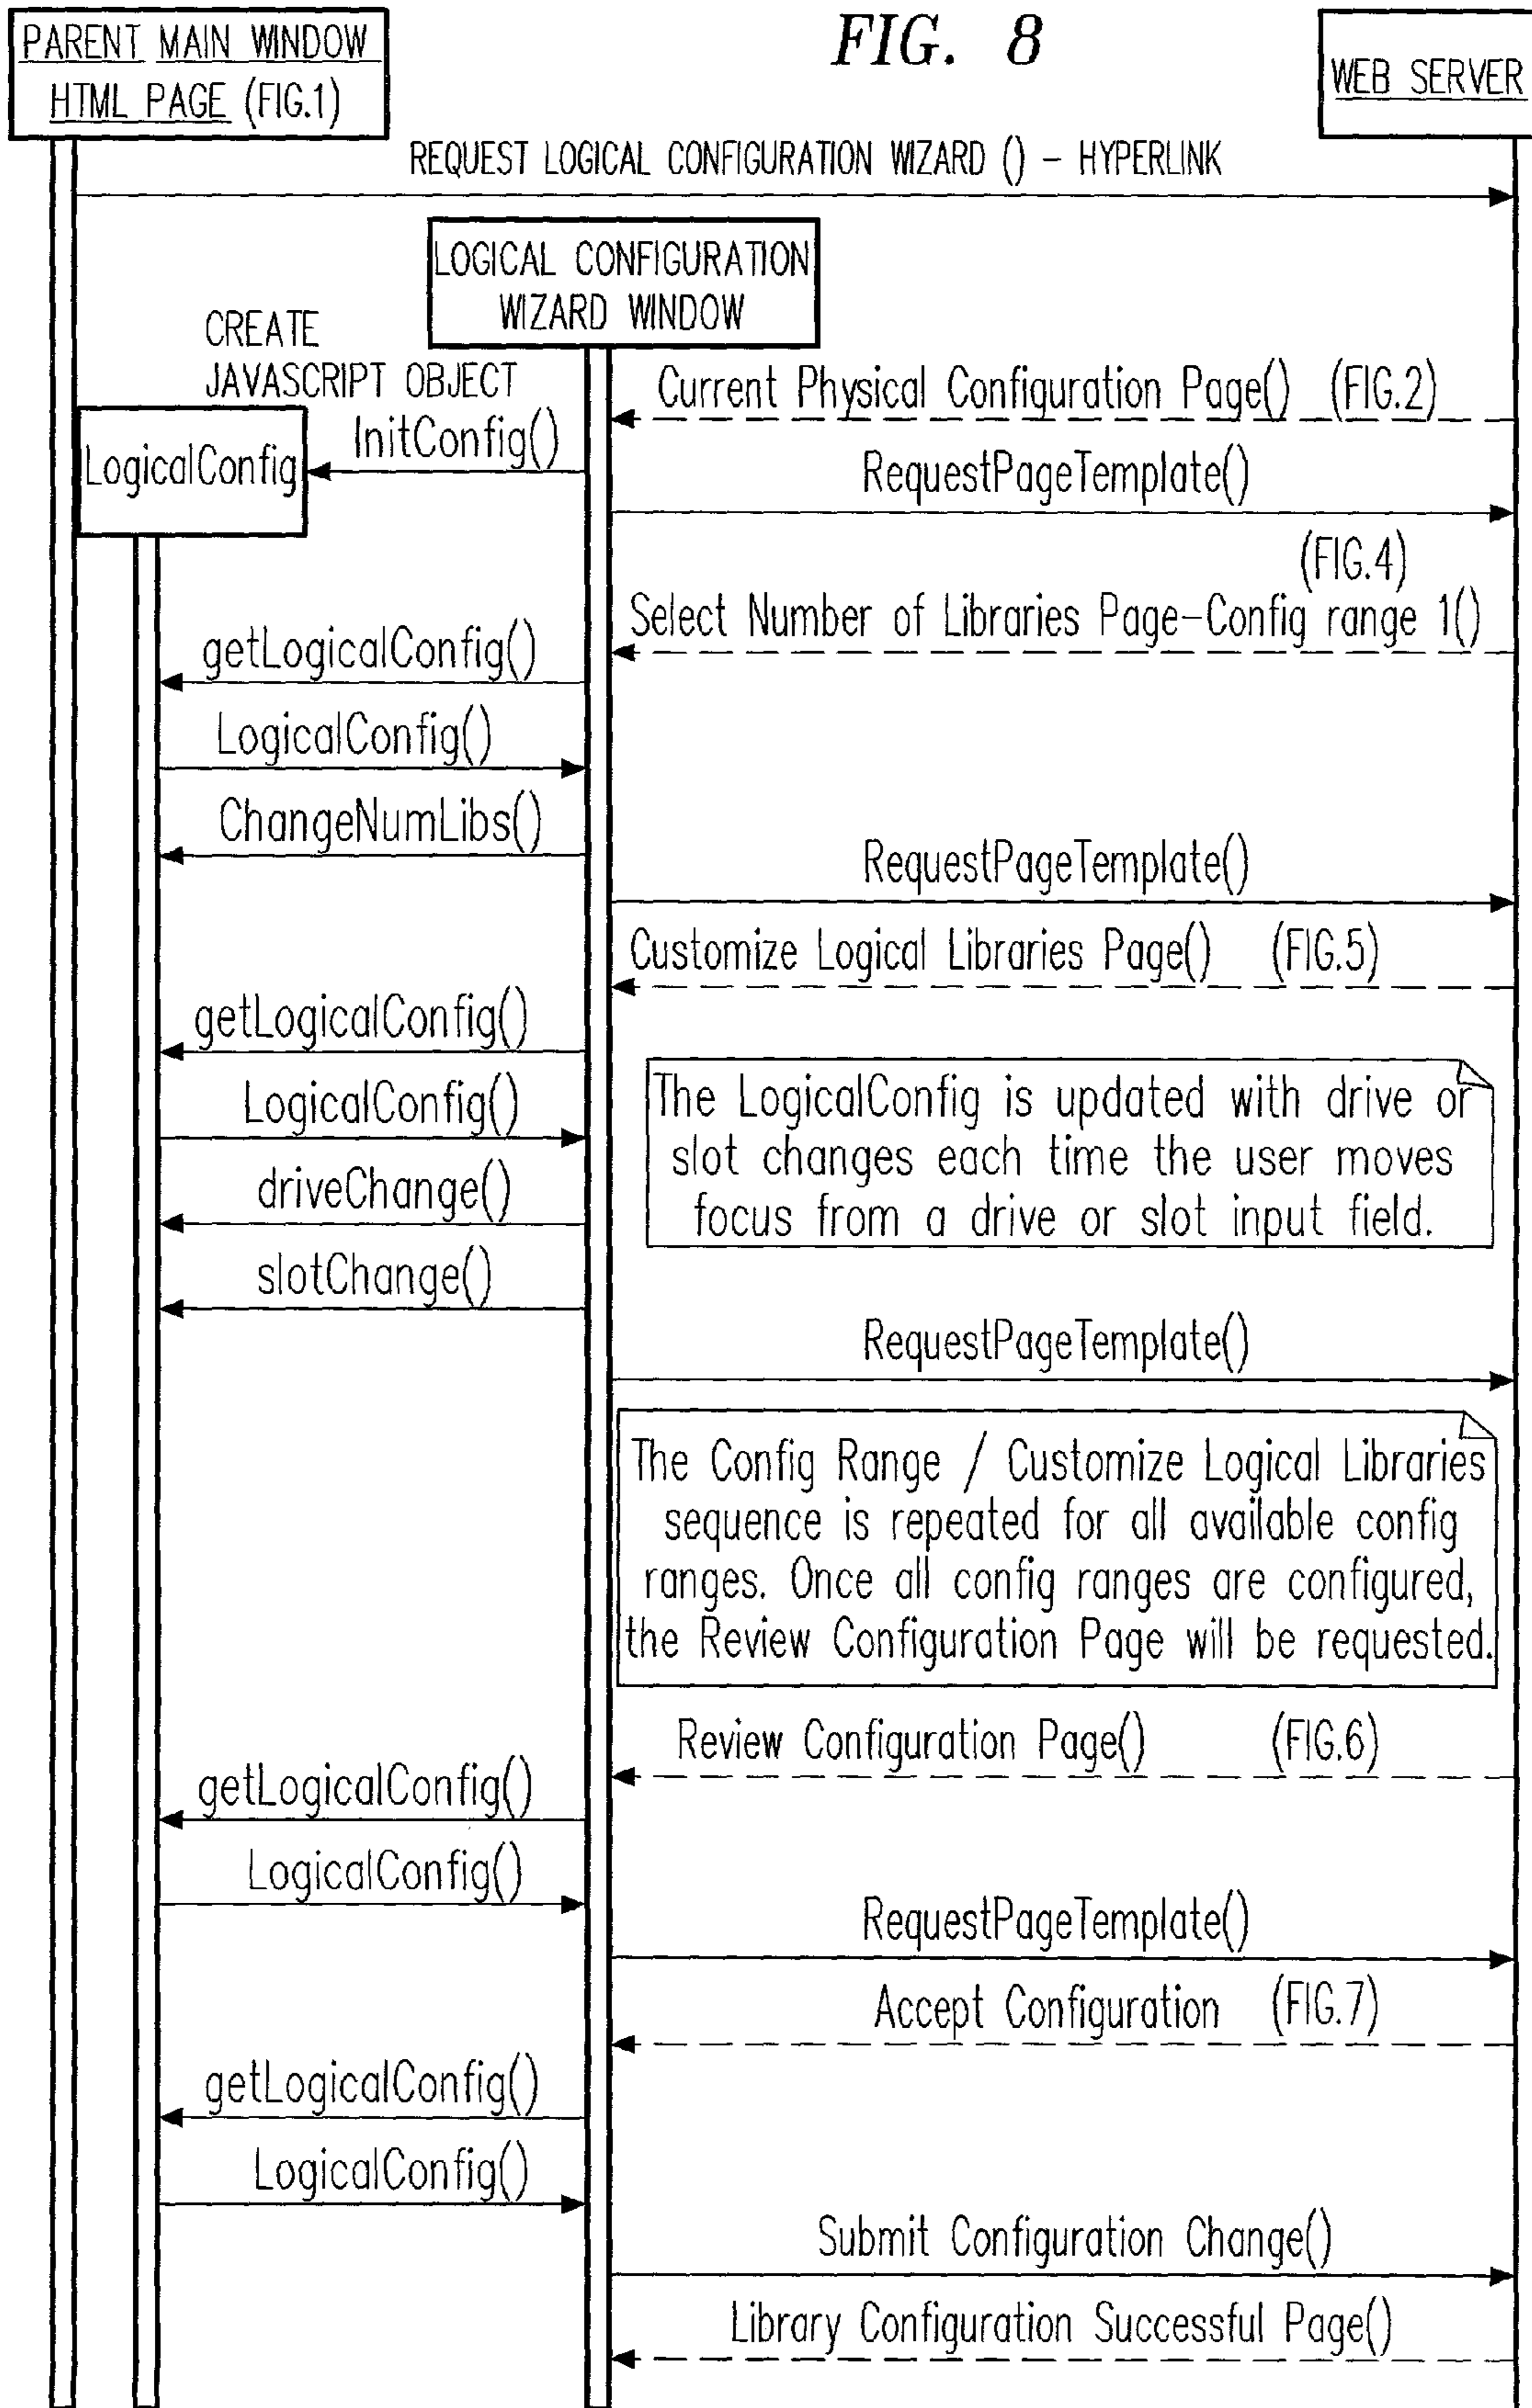 FIG. 8
PARENT MAIN WINDOW
HTML PAGE (FIG.1)
WEB SERVER
REQUEST LOGICAL CONFIGURATION WIZARD () – HYPERLINK
LOGICAL CONFIGURATION
WIZARD WINDOW
CREATE
JAVASCRIPT OBJECT
Current Physical Configuration Page() (FIG.2)
InitConfig()
LogicalConfig
RequestPageTemplate()
(FIG.4)
Select Number of Libraries Page-Config range 1()
getLogicalConfig()
LogicalConfig()
ChangeNumLibs()
RequestPageTemplate()
Customize Logical Libraries Page() (FIG.5)
getLogicalConfig()
LogicalConfig()
The LogicalConfig is updated with drive or
slot changes each time the user moves
focus from a drive or slot input field.
driveChange()
slotChange()
RequestPageTemplate()
The Config Range / Customize Logical Libraries
sequence is repeated for all available config
ranges. Once all config ranges are configured,
the Review Configuration Page will be requested.
Review Configuration Page() (FIG.6)
getLogicalConfig()
LogicalConfig()
RequestPageTemplate()
Accept Configuration (FIG.7)
getLogicalConfig()
LogicalConfig()
Submit Configuration Change()
Library Configuration Successful Page()